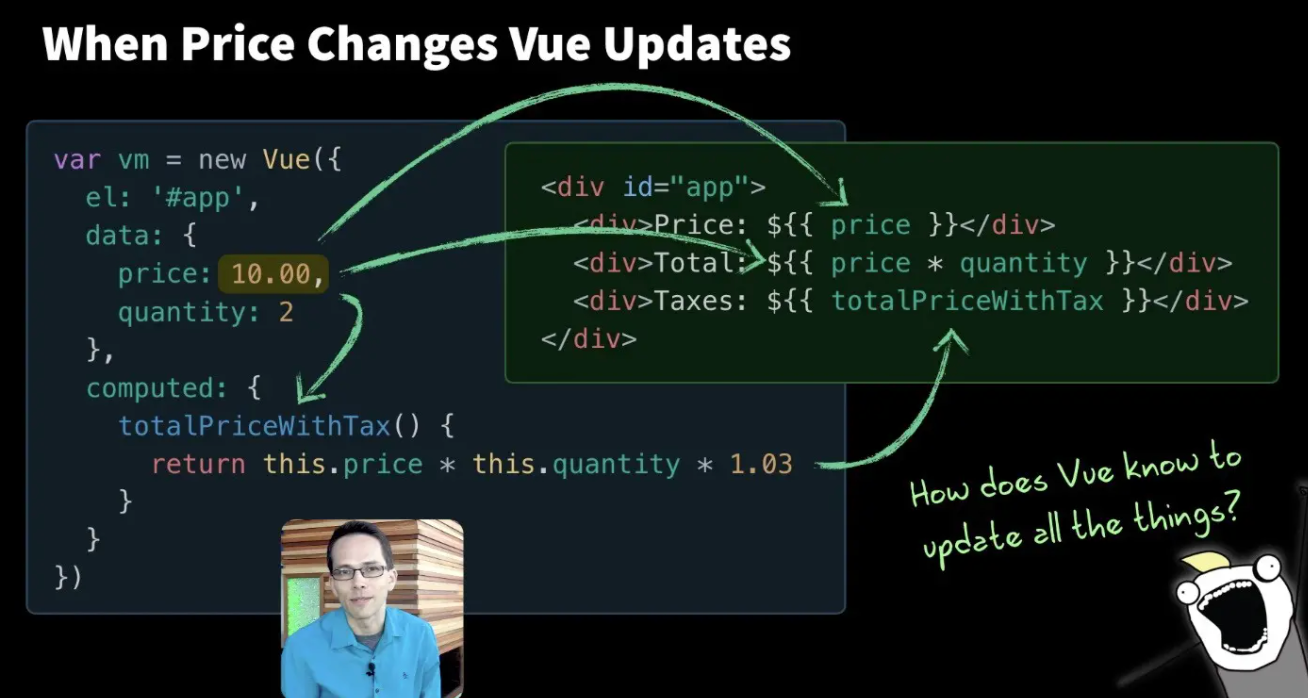 When Price Changes Vue Updates
var vm = new Vue({
el: '#app',
data: {
price: 10.00,
quantity: 2
},
computed: {
totalPriceWithTax() {
return this.price * this.quantity * 1.03
}
}
})
<div id="app">
<div>Price: ${{ price }}</div>
<div>Total: ${{ price * quantity }}</div>
<div>Taxes: ${{ totalPriceWithTax }}</div>
</div>
How does Vue know to
update all the things?